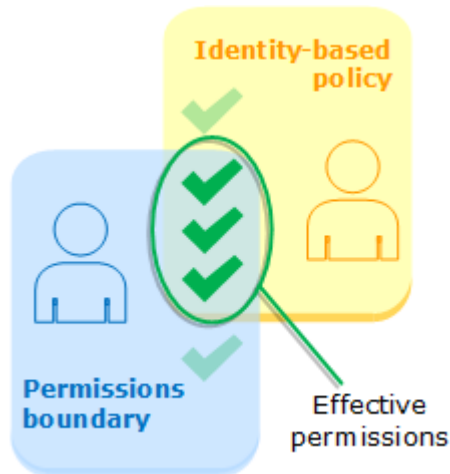 Identity-based
policy
Permissions
boundary
Effective
permissions